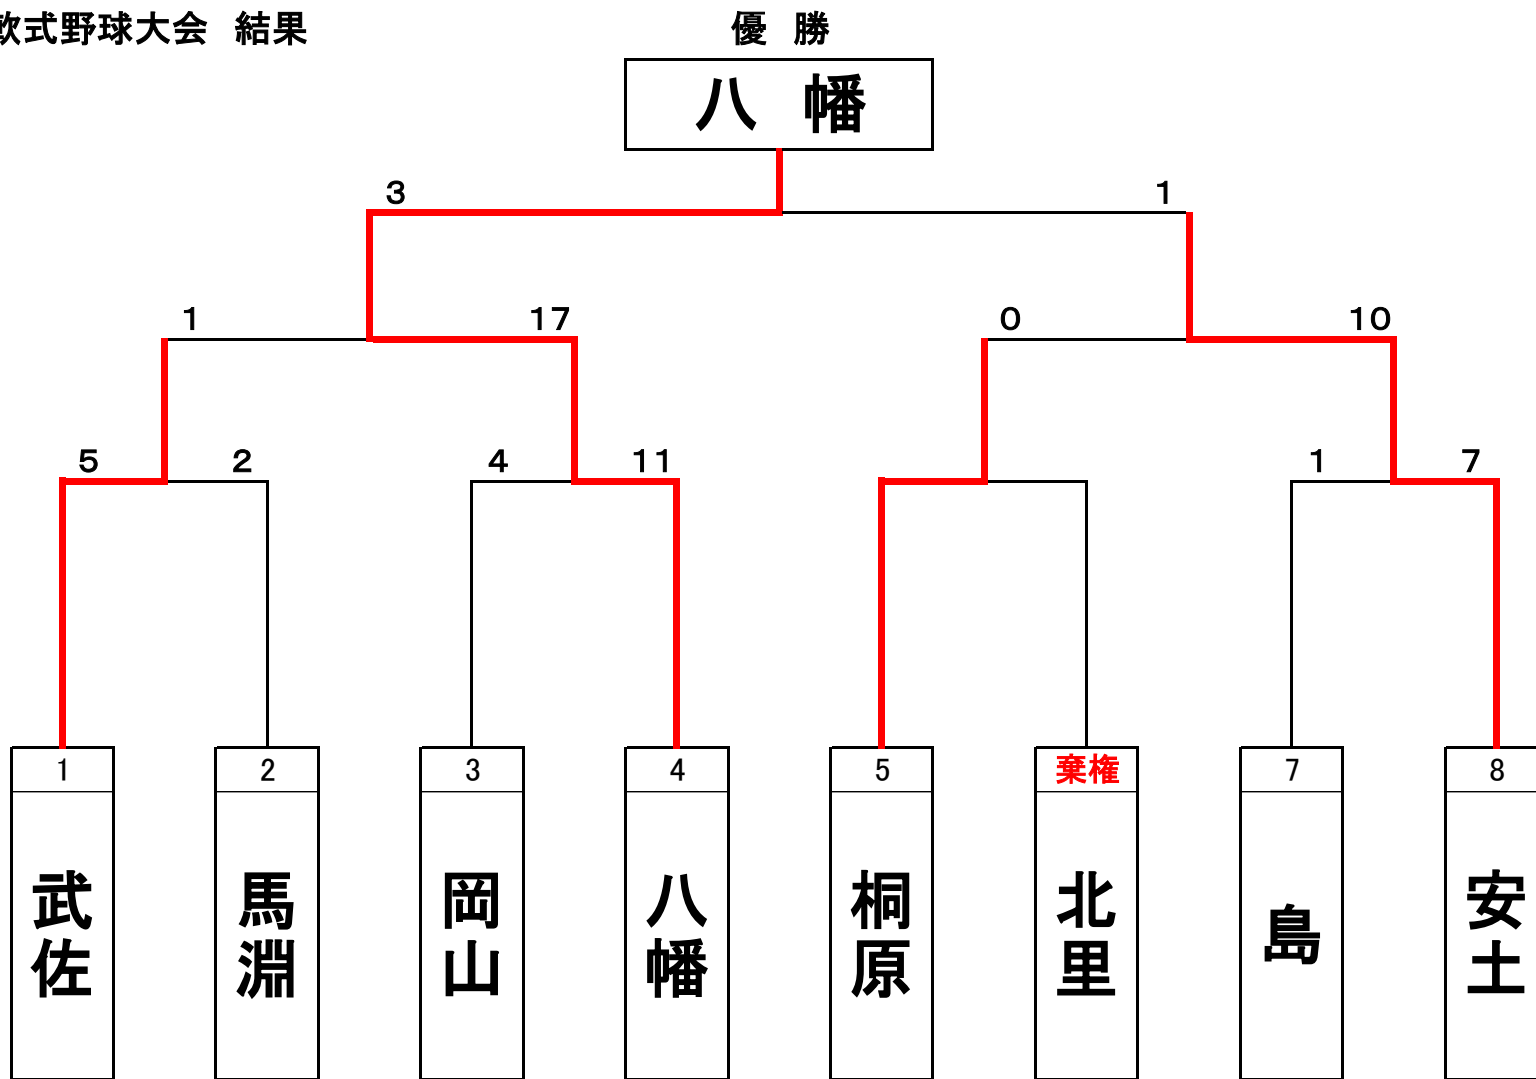 軟式野球大会 結果
優 勝
八 幡
3 1
1 17 0 10
5 2 4 11 1 7
1 2 3 4 5 棄権 7 8
武佐
馬淵
岡山
八幡
桐原
北里
島
安土